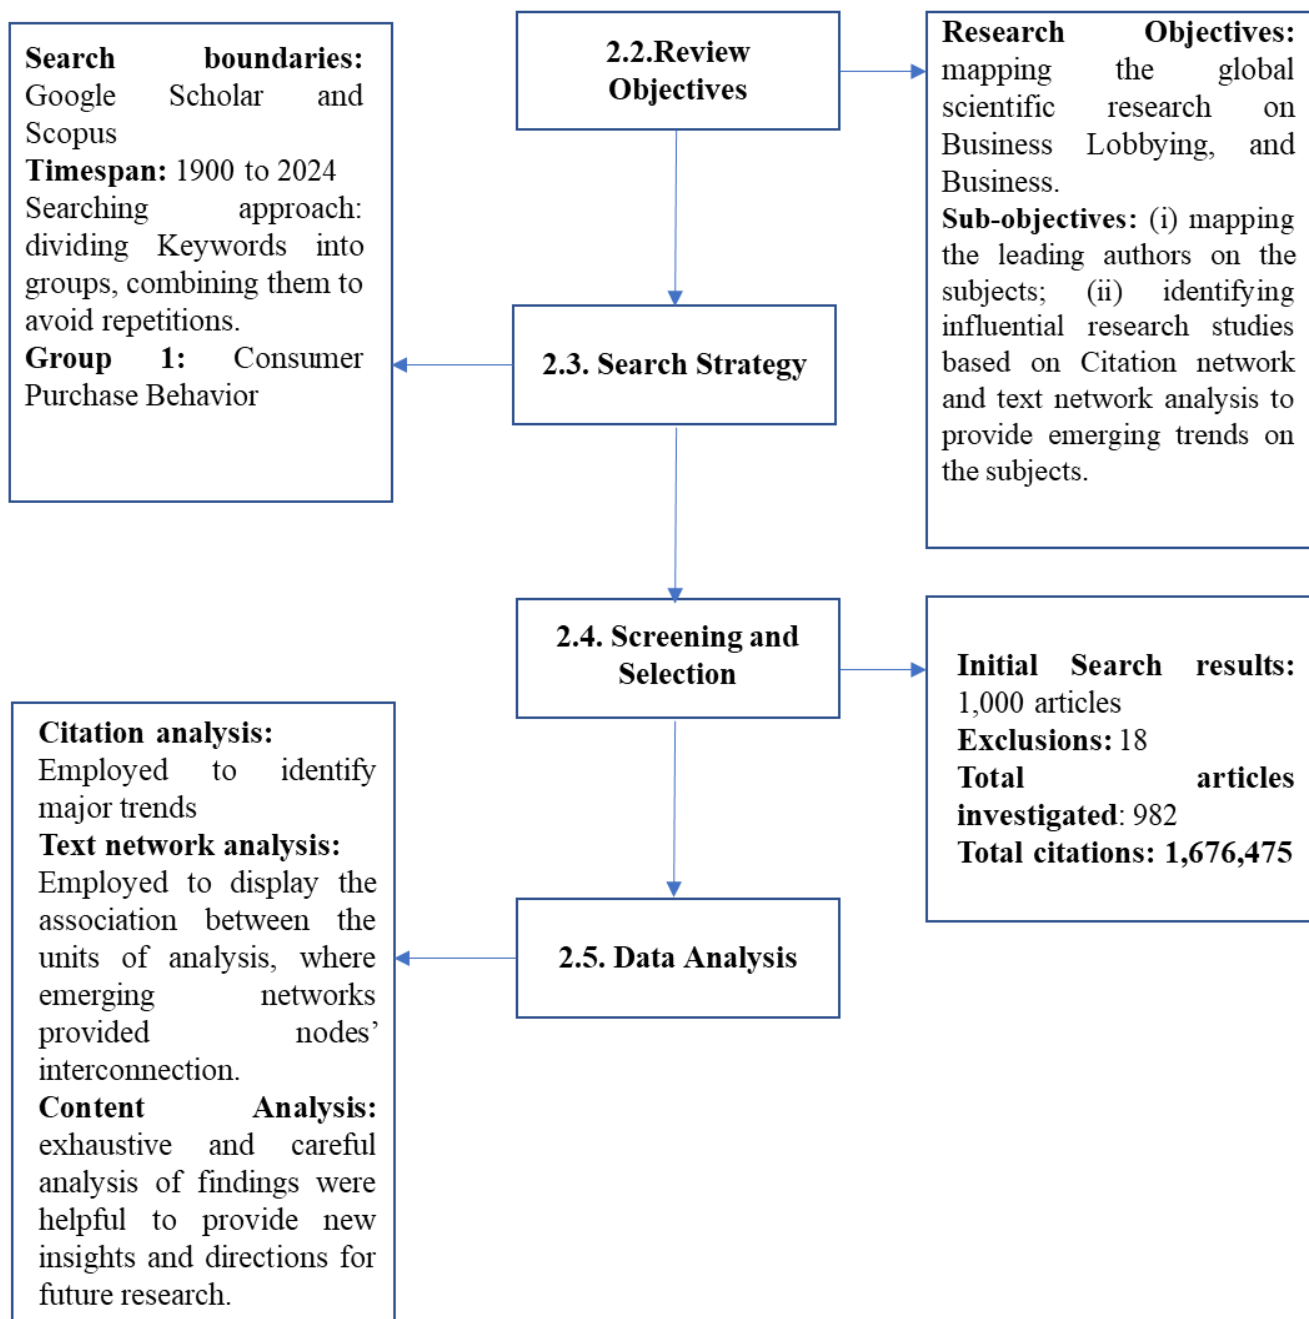 2.2.Review
Objectives
Research Objectives:
mapping the global
scientific research on
Business Lobbying, and
Business.
Sub-objectives: (i) mapping
the leading authors on the
subjects; (ii) identifying
influential research studies
based on Citation network
and text network analysis to
provide emerging trends on
the subjects.
2.3. Search Strategy
Search boundaries:
Google Scholar and
Scopus
Timespan: 1900 to 2024
Searching approach:
dividing Keywords into
groups, combining them to
avoid repetitions.
Group 1: Consumer
Purchase Behavior
2.4. Screening and
Selection
Initial Search results:
1,000 articles
Exclusions: 18
Total articles
investigated: 982
Total citations: 1,676,475
2.5. Data Analysis
Citation analysis:
Employed to identify
major trends
Text network analysis:
Employed to display the
association between the
units of analysis, where
emerging networks
provided nodes’
interconnection.
Content Analysis:
exhaustive and careful
analysis of findings were
helpful to provide new
insights and directions for
future research.